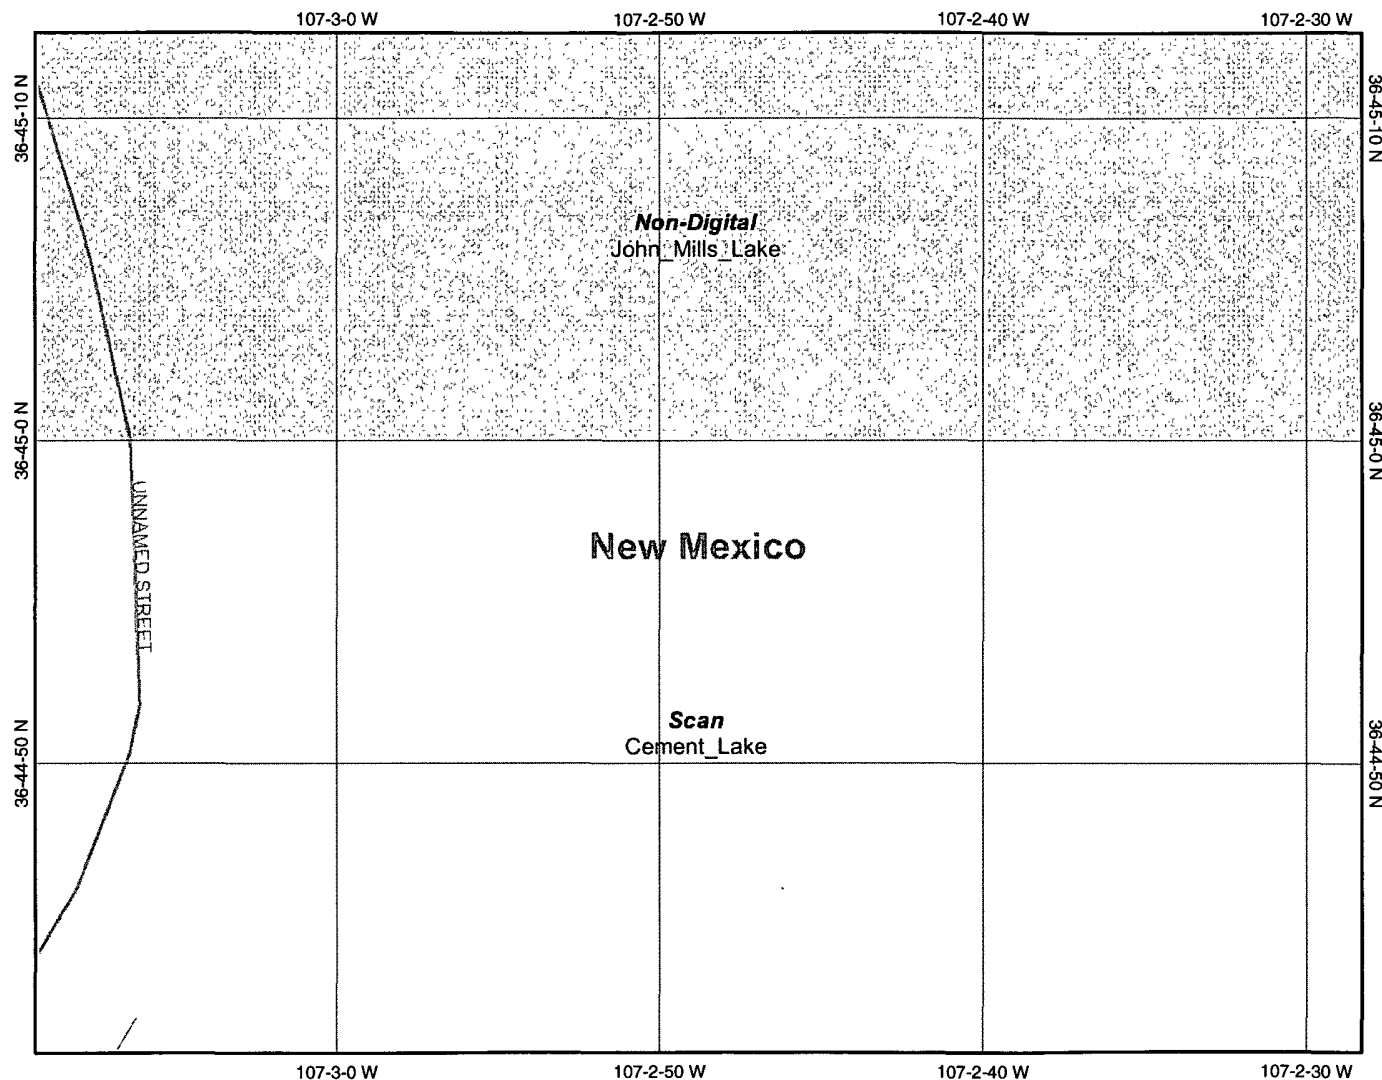 107-3-0 W 107-2-50 W 107-2-40 W 107-2-30 W
36-45-10 N
36-45-10 N
Non-Digital
John_Mills_Lake
36-45-0 N
36-45-0 N
UNNAMED STREET
New Mexico
Scan
Cement_Lake
36-44-50 N
36-44-50 N
107-3-0 W 107-2-50 W 107-2-40 W 107-2-30 W